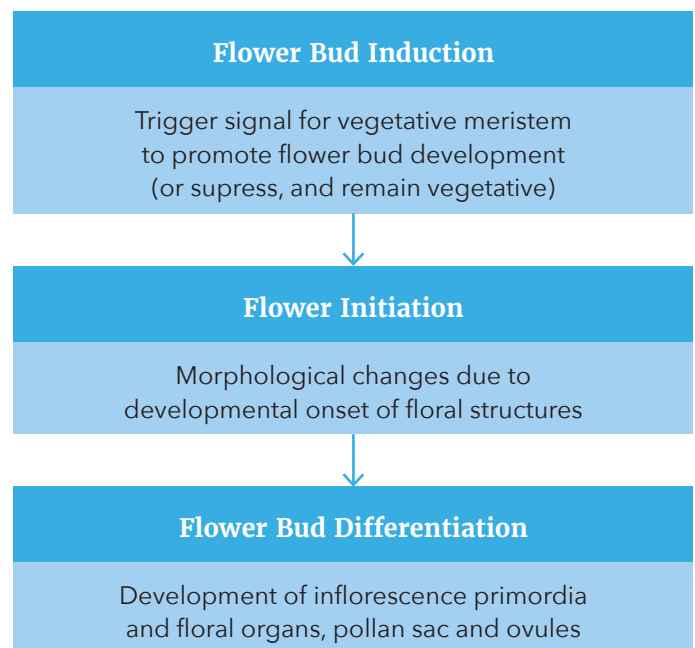 Flower Bud Induction
Trigger signal for vegetative meristem
to promote flower bud development
(or supress, and remain vegetative)
Flower Initiation
Morphological changes due to
developmental onset of floral structures
Flower Bud Differentiation
Development of inflorescence primordia
and floral organs, pollan sac and ovules